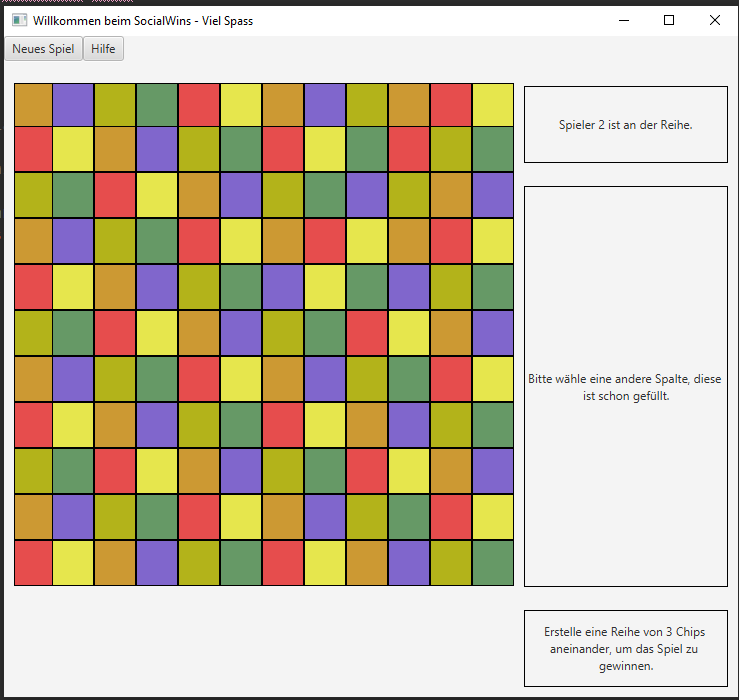 Willkommen beim SocialWins - Viel Spass
Neues Spiel
Hilfe
Spieler 2 ist an der Reihe.
Bitte wähle eine andere Spalte, diese
ist schon gefüllt.
Erstelle eine Reihe von 3 Chips
aneinander, um das Spiel zu
gewinnen.